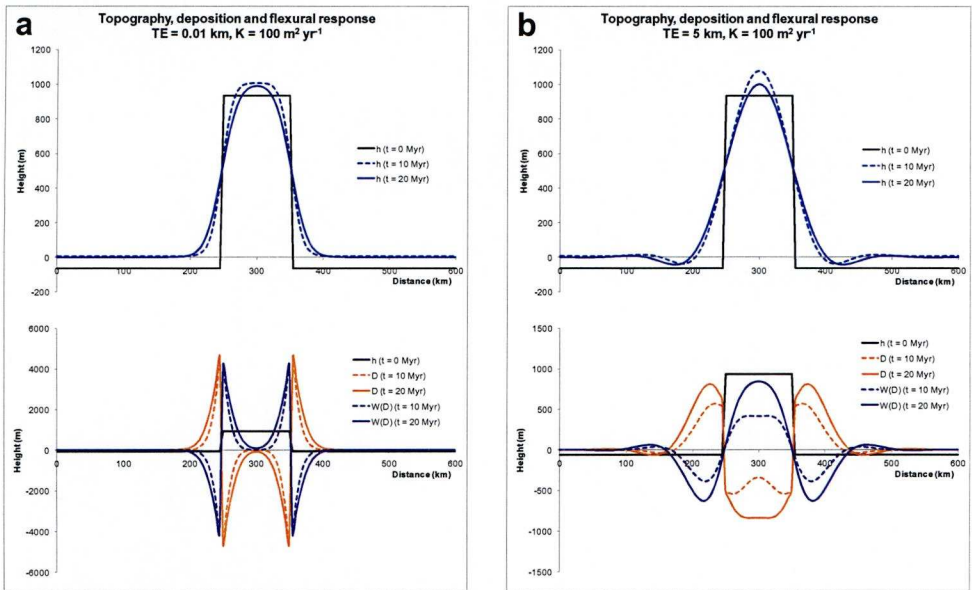 a
Topography, deposition and flexural response
TE = 0.01 km, K = 100 m² yr⁻¹
1200
1000
800
600
400
200
0
-200
Height (m)
h (t = 0 Myr)
h (t = 10 Myr)
h (t = 20 Myr)
0
100
200
300
400
500
600
Distance (km)
6000
4000
2000
0
-2000
-4000
-6000
Height (m)
h (t = 0 Myr)
D (t = 10 Myr)
D (t = 20 Myr)
W(D) (t = 10 Myr)
W(D) (t = 20 Myr)
0
100
200
300
400
500
600
Distance (km)
b
Topography, deposition and flexural response
TE = 5 km, K = 100 m² yr⁻¹
1200
1000
800
600
400
200
0
-200
Height (m)
h (t = 0 Myr)
h (t = 10 Myr)
h (t = 20 Myr)
0
100
200
300
400
500
600
Distance (km)
1500
1000
500
0
-500
-1000
-1500
Height (m)
h (t = 0 Myr)
D (t = 10 Myr)
D (t = 20 Myr)
W(D) (t = 10 Myr)
W(D) (t = 20 Myr)
0
100
200
300
400
500
600
Distance (km)